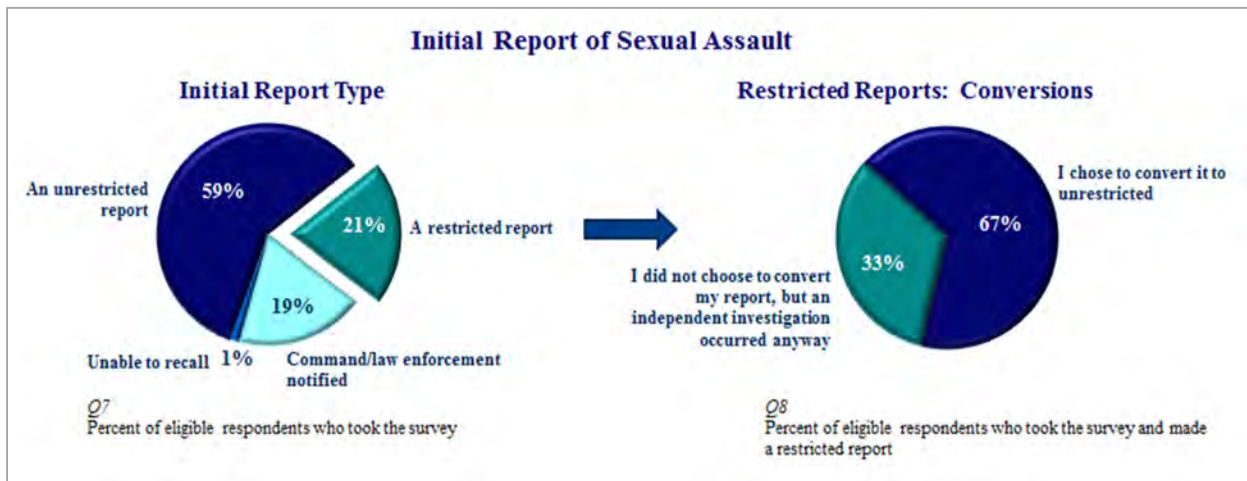 Initial Report of Sexual Assault
Initial Report Type
An unrestricted
report
59%
21%
A restricted report
19%
Unable to recall
1%
Command/law enforcement
notified
Q7
Percent of eligible respondents who took the survey
Restricted Reports: Conversions
I chose to convert it to
unrestricted
67%
33%
I did not choose to convert
my report, but an
independent investigation
occurred anyway
Q8
Percent of eligible respondents who took the survey and made
a restricted report